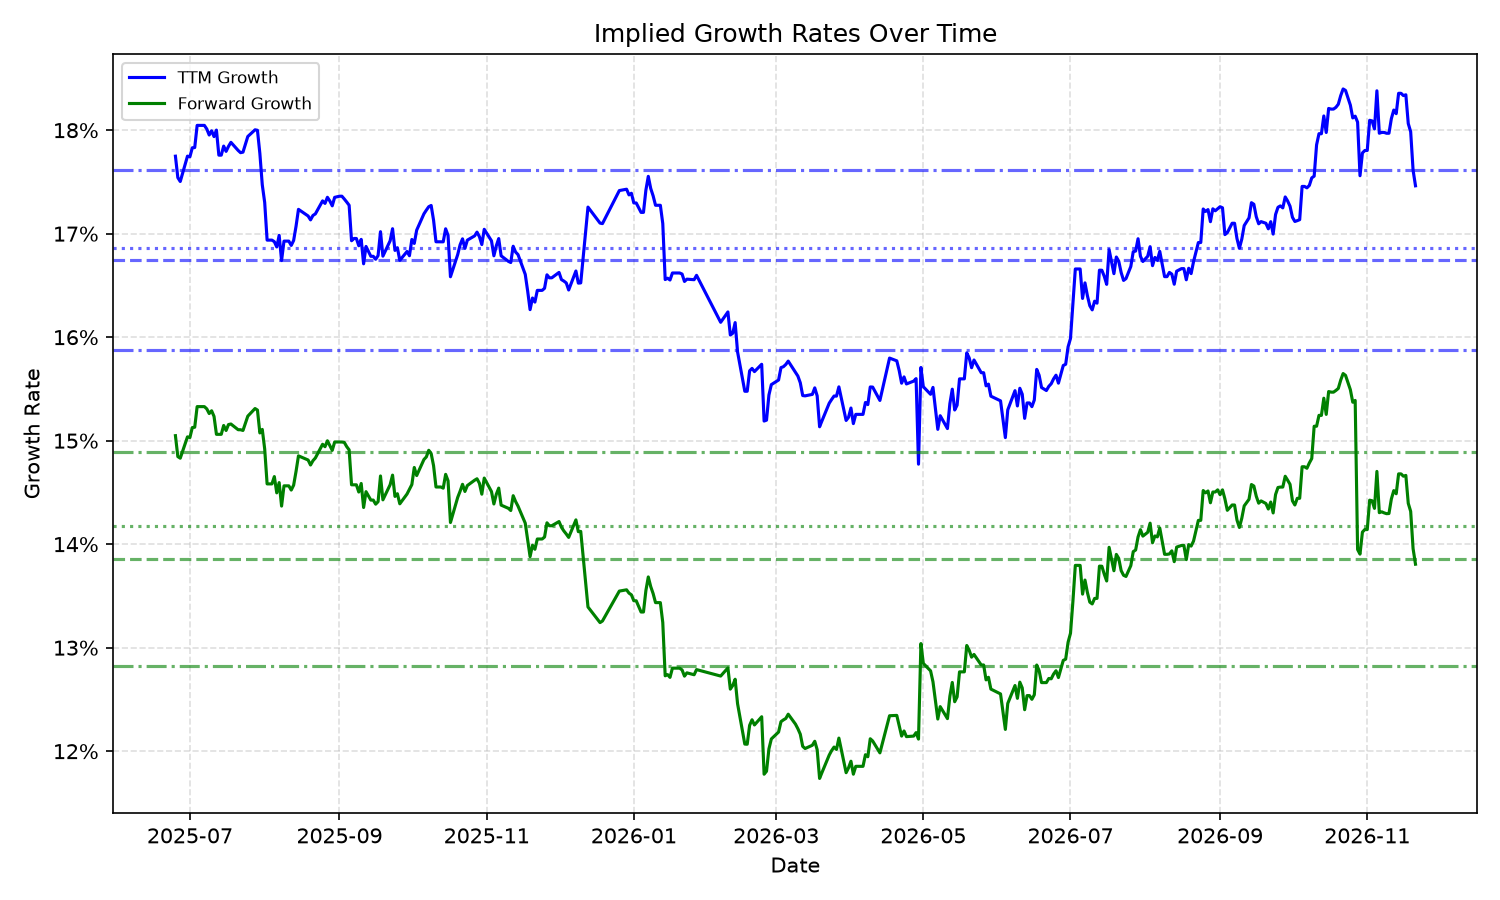 Implied Growth Rates Over Time
TTM Growth
Forward Growth
18%
17%
16%
15%
14%
13%
12%
Growth Rate
2025-07 2025-09 2025-11 2026-01 2026-03 2026-05 2026-07 2026-09 2026-11
Date